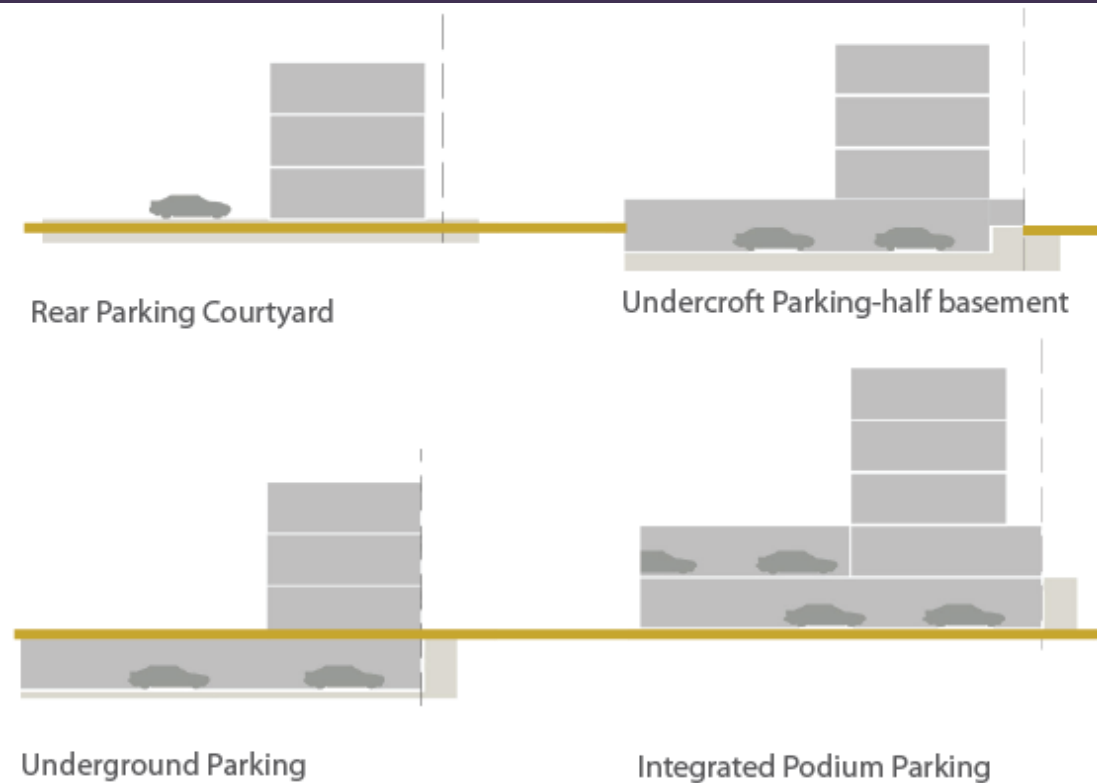 Rear Parking Courtyard
Undercroft Parking-half basement
Underground Parking
Integrated Podium Parking